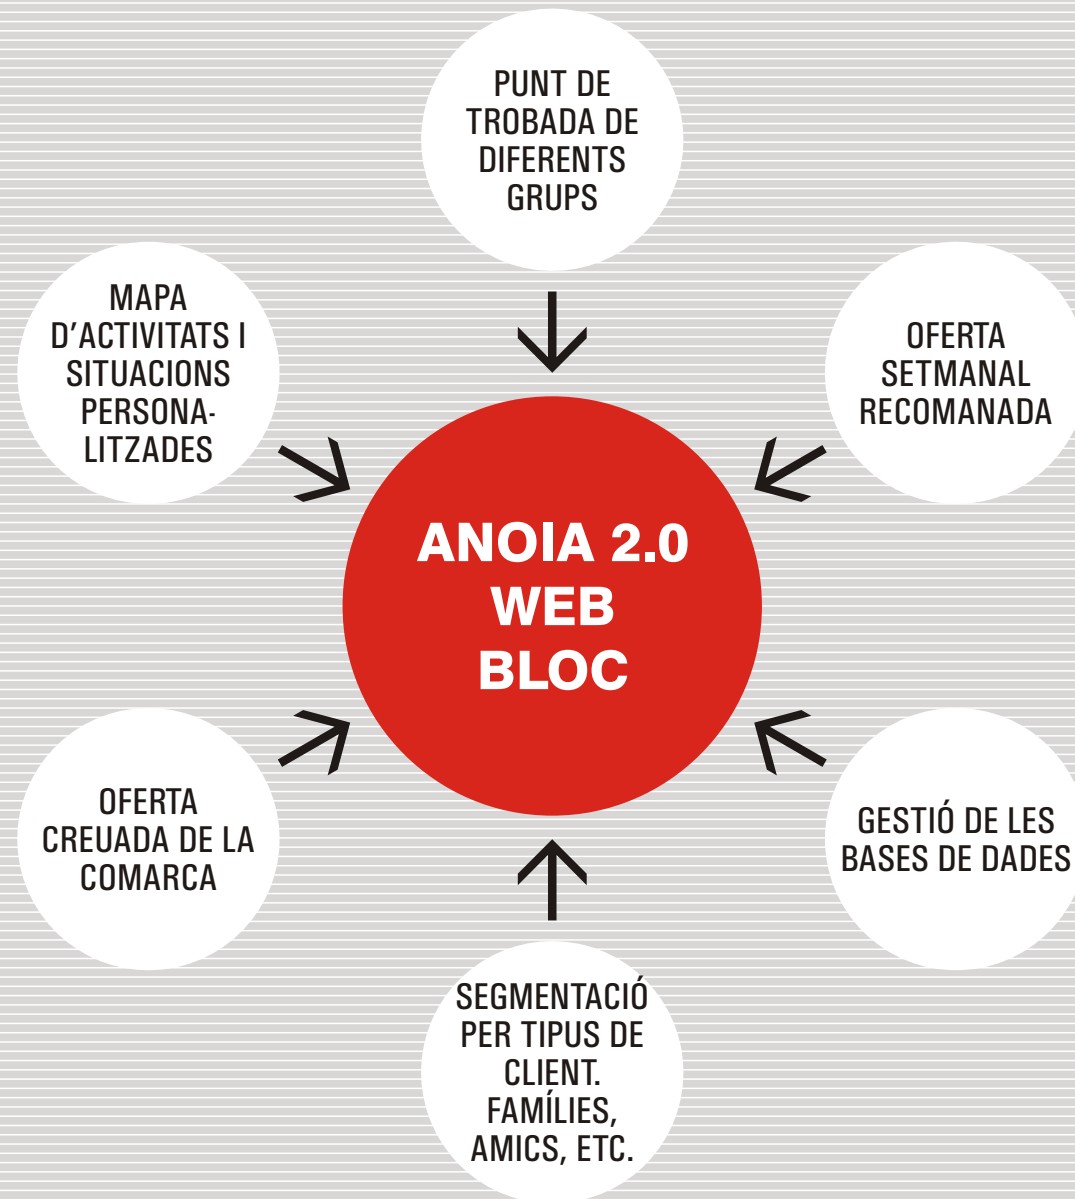 PUNT DE
TROBADA DE
DIFERENTS
GRUPS
MAPA
D'ACTIVITATS I
SITUACIONS
PERSONA-
LITZADES
OFERTA
SETMANAL
RECOMANADA
ANOIA 2.0
WEB
BLOC
OFERTA
CREUADA DE LA
COMARCA
GESTIÓ DE LES
BASES DE DADES
SEGMENTACIÓ
PER TIPUS DE
CLIENT.
FAMÍLIES,
AMICS, ETC.